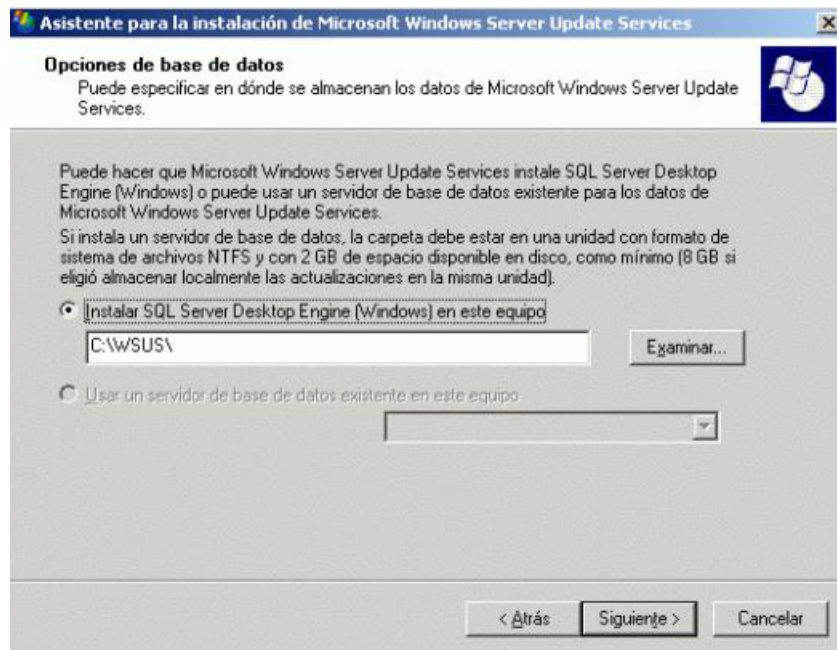 Asistente para la instalación de Microsoft Windows Server Update Services
Opciones de base de datos
Puede especificar en dónde se almacenan los datos de Microsoft Windows Server Update
Services.
Puede hacer que Microsoft Windows Server Update Services instale SQL Server Desktop
Engine (Windows) o puede usar un servidor de base de datos existente para los datos de
Microsoft Windows Server Update Services.
Si instala un servidor de base de datos, la carpeta debe estar en una unidad con formato de
sistema de archivos NTFS y con 2 GB de espacio disponible en disco, como mínimo (8 GB si
eligió almacenar localmente las actualizaciones en la misma unidad).
Instalar SQL Server Desktop Engine (Windows) en este equipo
C:\WSUS\
Examinar...
Usar un servidor de base de datos existente en este equipo
< Atrás
Siguiente >
Cancelar